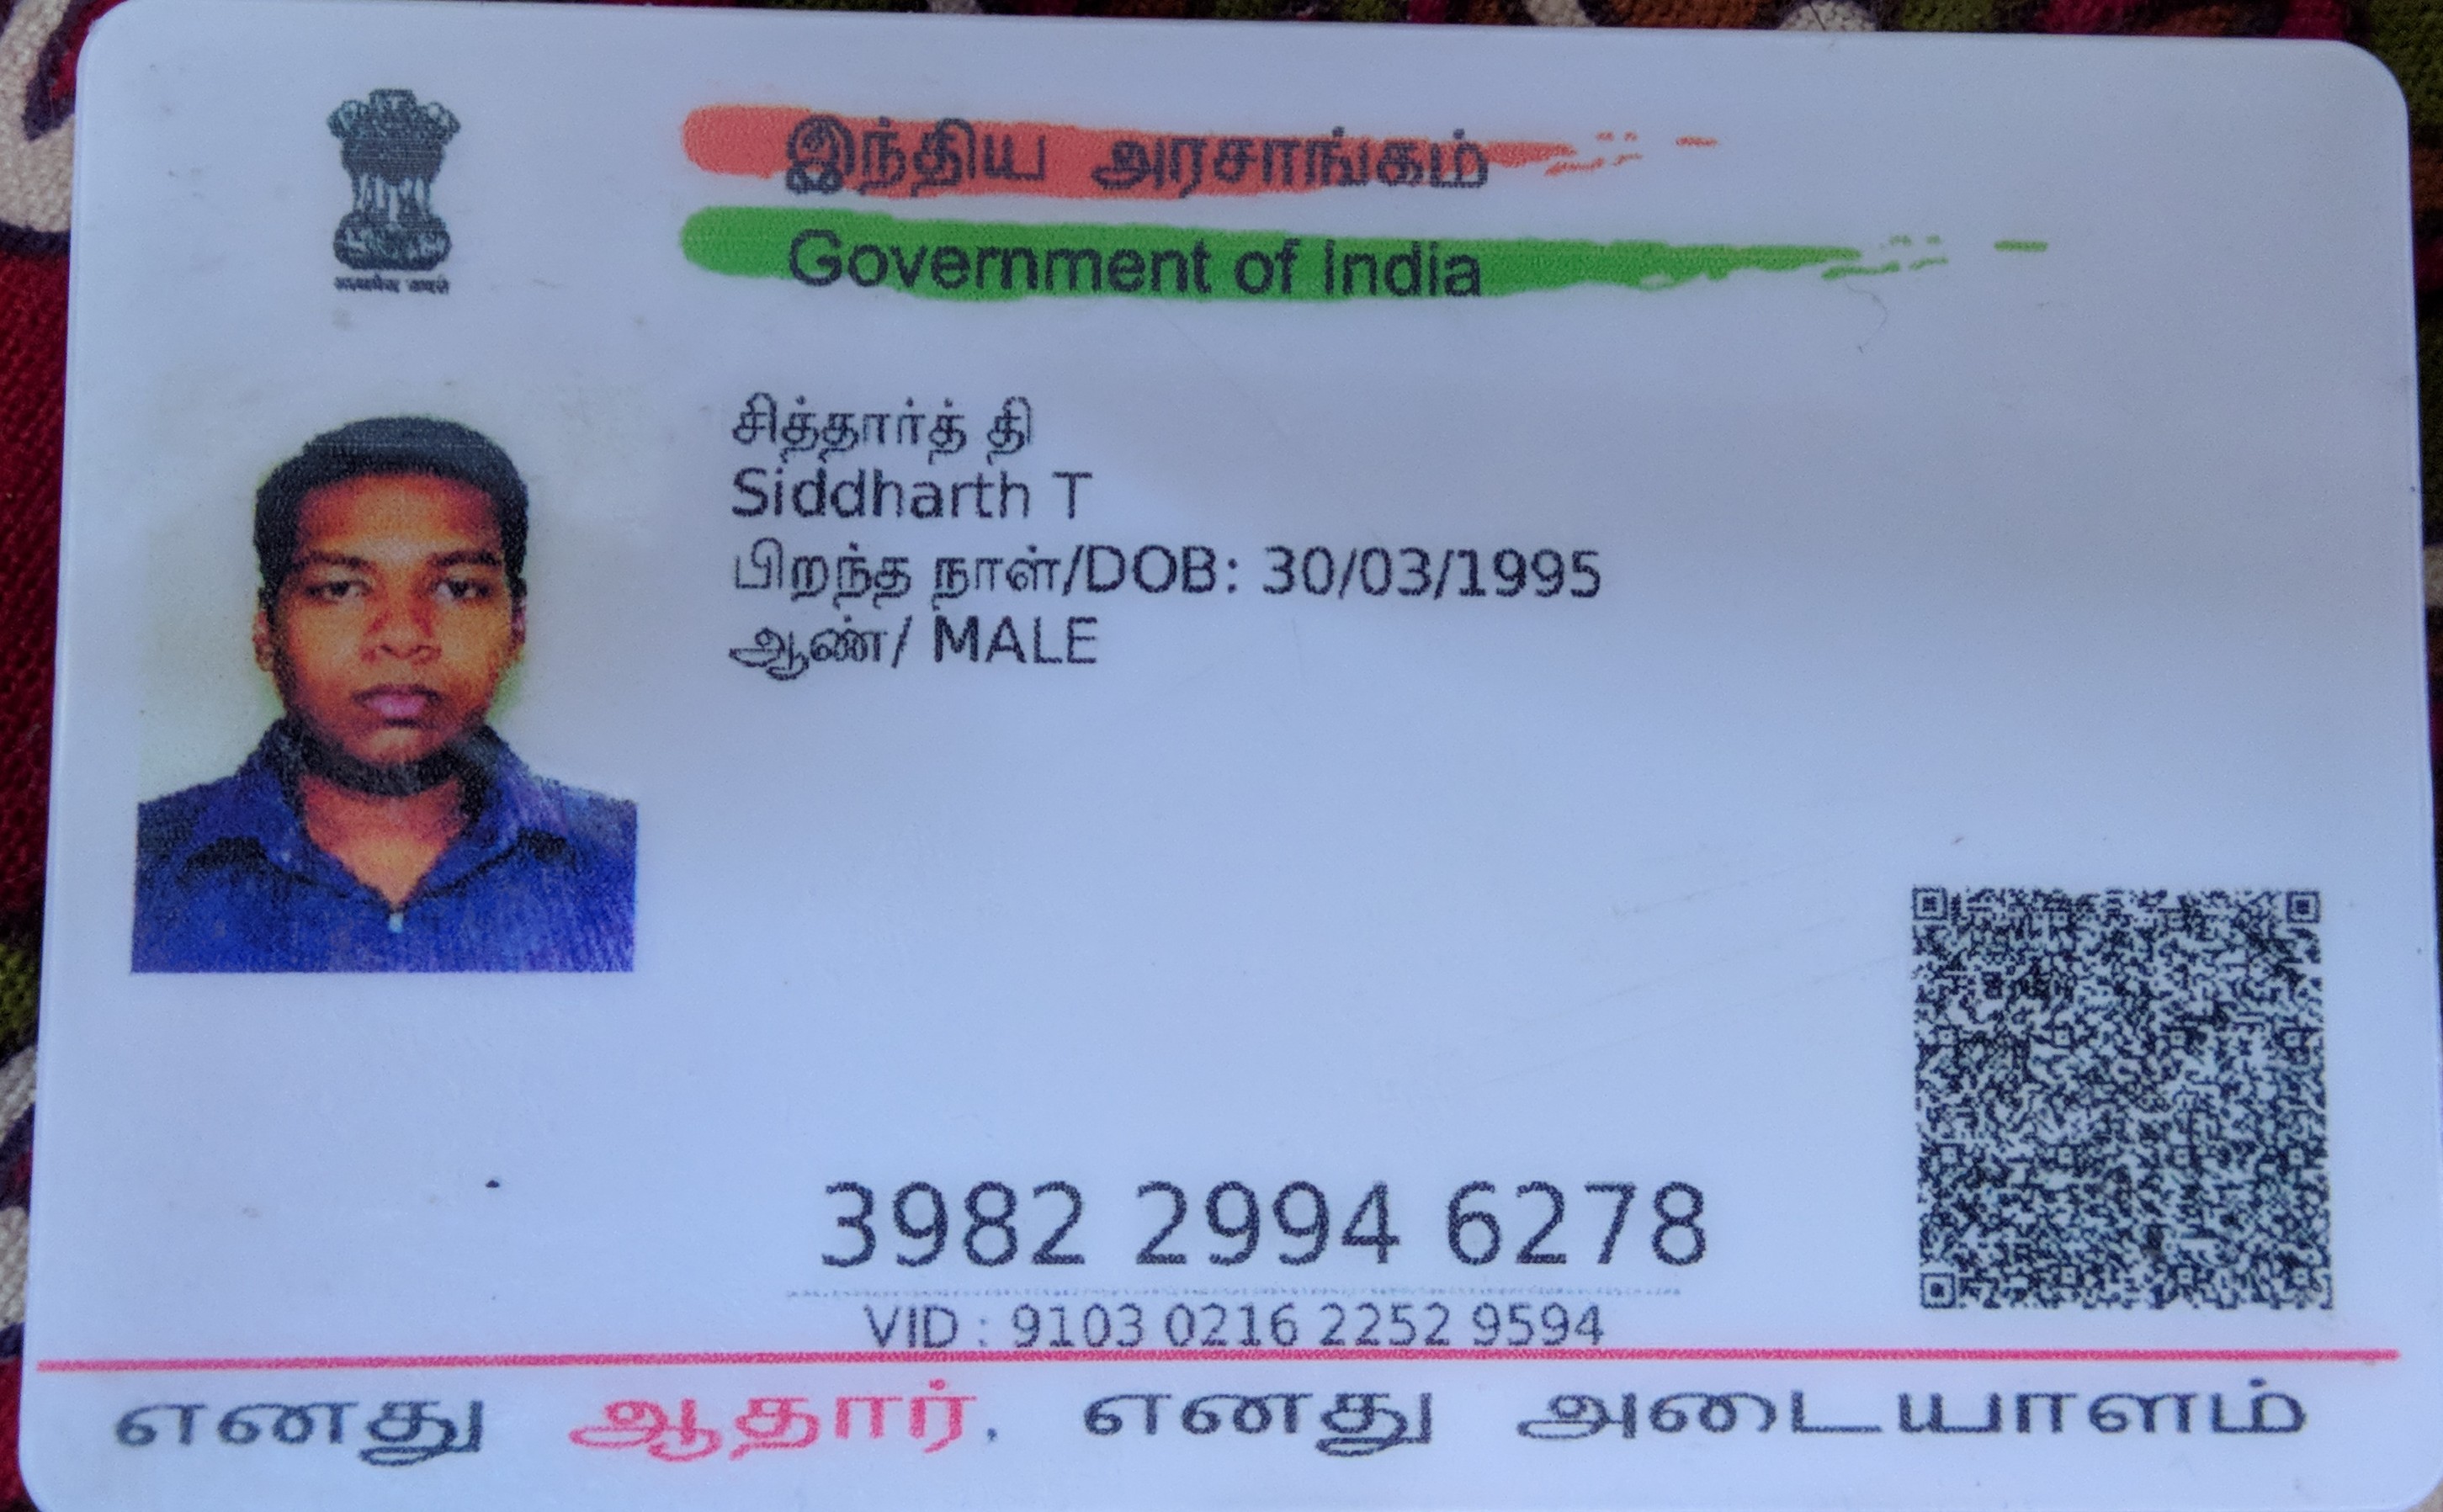 இந்திய அரசாங்கம்
Government of India
சித்தார்த் தி
Siddharth T
பிறந்த நாள்/DOB: 30/03/1995
ஆண்/ MALE
3982 2994 6278
VID : 9103 0216 2252 9594
எனது ஆதார், எனது அடையாளம்